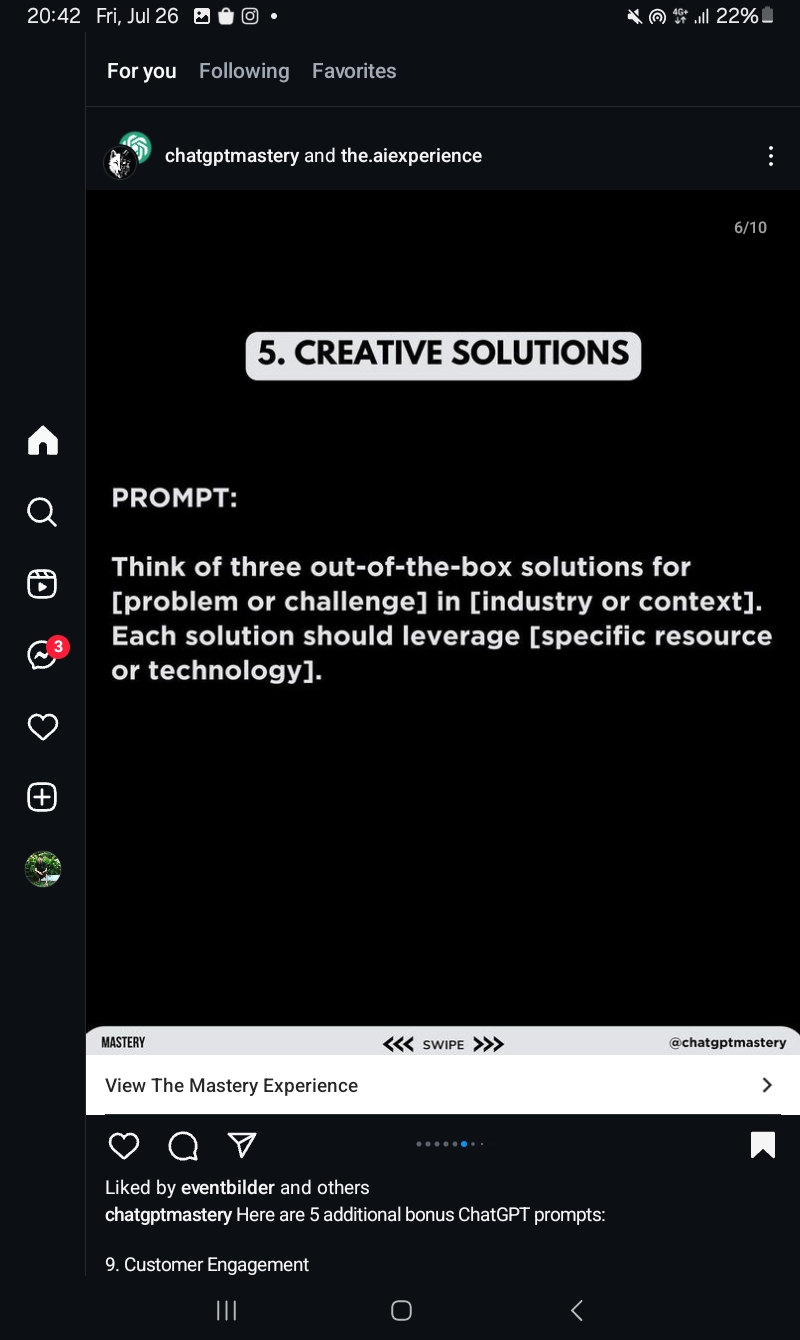 20:42 Fri, Jul 26
4G+ 22%
For you Following Favorites
chatgptmastery and the.aiexperience
6/10
5. CREATIVE SOLUTIONS
PROMPT:
Think of three out-of-the-box solutions for
[problem or challenge] in [industry or context].
Each solution should leverage [specific resource
or technology].
3
MASTERY <<< SWIPE >>> @chatgptmastery
View The Mastery Experience
Liked by eventbilder and others
chatgptmastery Here are 5 additional bonus ChatGPT prompts:
9. Customer Engagement